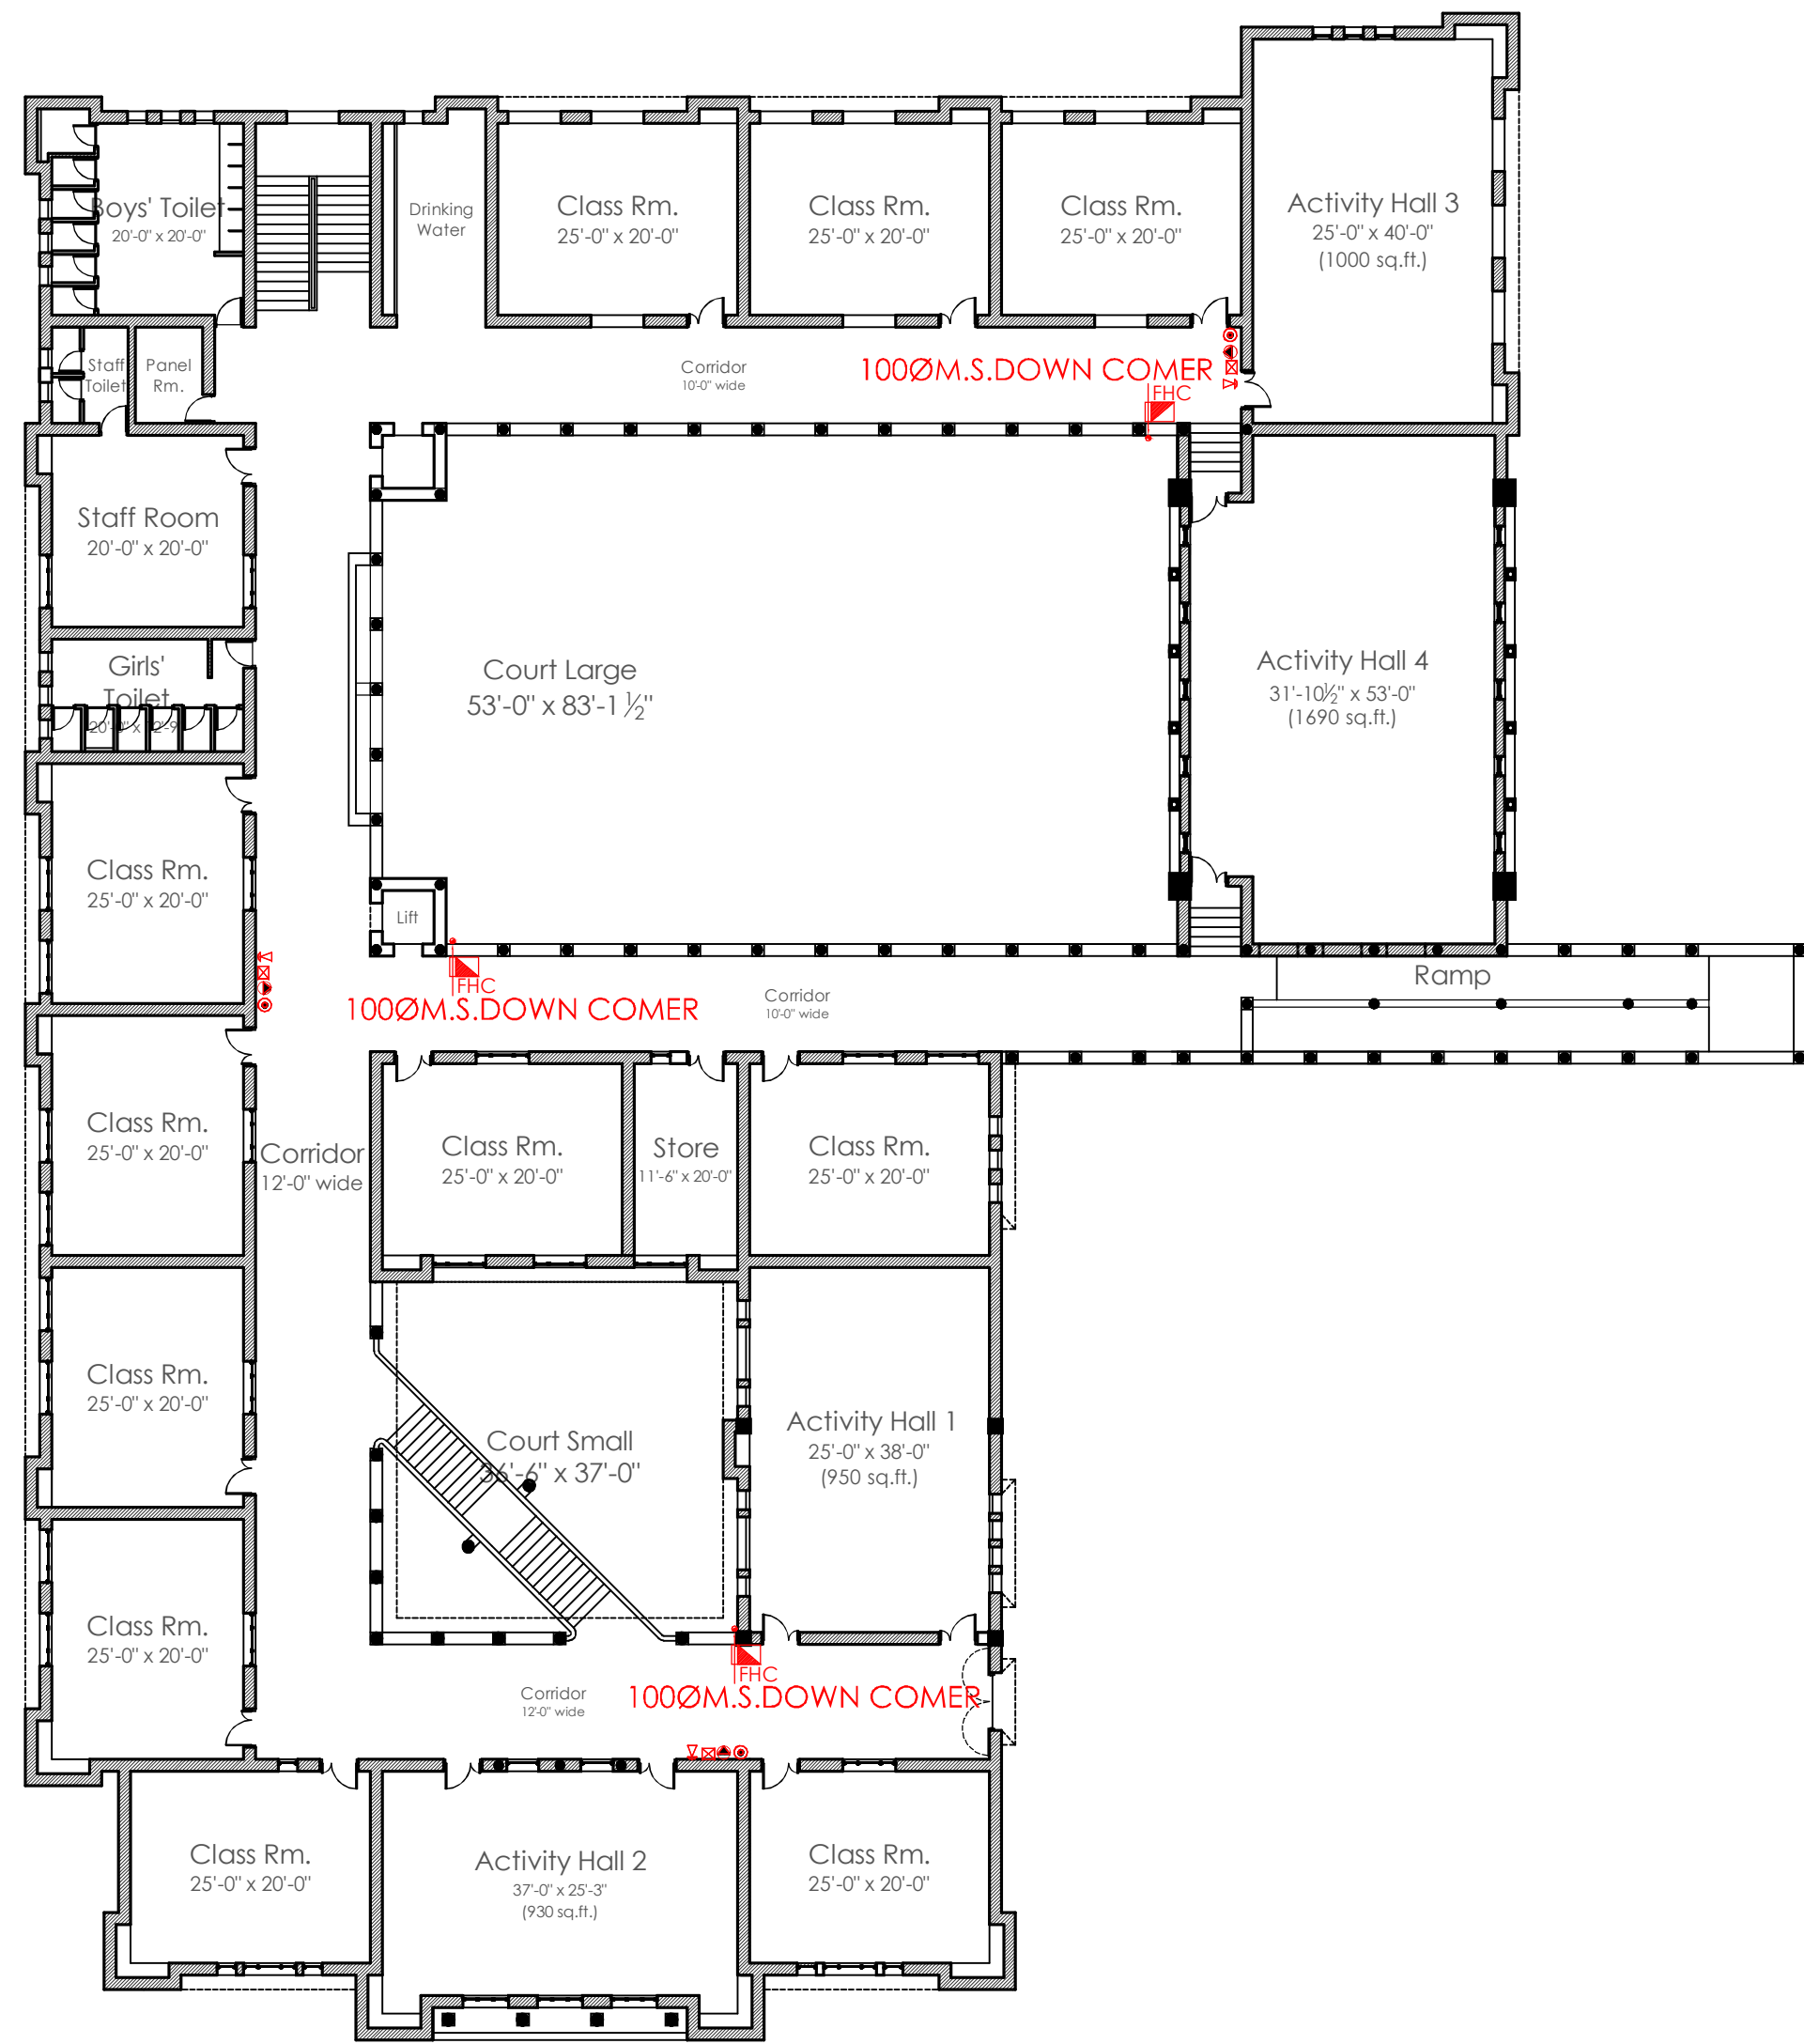 Boys' Toilet
20'-0" x 20'-0"
Drinking
Water
Class Rm.
25'-0" x 20'-0"
Class Rm.
25'-0" x 20'-0"
Class Rm.
25'-0" x 20'-0"
Activity Hall 3
25'-0" x 40'-0"
(1000 sq.ft.)
Staff
Toilet
Panel
Rm.
Corridor
10'-0" wide
100ØM.S.DOWN COMER
FHC
Staff Room
20'-0" x 20'-0"
Girls'
Toilet
20'-0" x 12'-9"
Court Large
53'-0" x 83'-1 ½"
Activity Hall 4
31'-10½" x 53'-0"
(1690 sq.ft.)
Class Rm.
25'-0" x 20'-0"
Lift
FHC
100ØM.S.DOWN COMER
Corridor
10'-0" wide
Ramp
Class Rm.
25'-0" x 20'-0"
Corridor
12'-0" wide
Class Rm.
25'-0" x 20'-0"
Store
11'-6" x 20'-0"
Class Rm.
25'-0" x 20'-0"
Class Rm.
25'-0" x 20'-0"
Court Small
36'-6" x 37'-0"
Activity Hall 1
25'-0" x 38'-0"
(950 sq.ft.)
Class Rm.
25'-0" x 20'-0"
FHC
100ØM.S.DOWN COMER
Corridor
12'-0" wide
Class Rm.
25'-0" x 20'-0"
Activity Hall 2
37'-0" x 25'-3"
(930 sq.ft.)
Class Rm.
25'-0" x 20'-0"